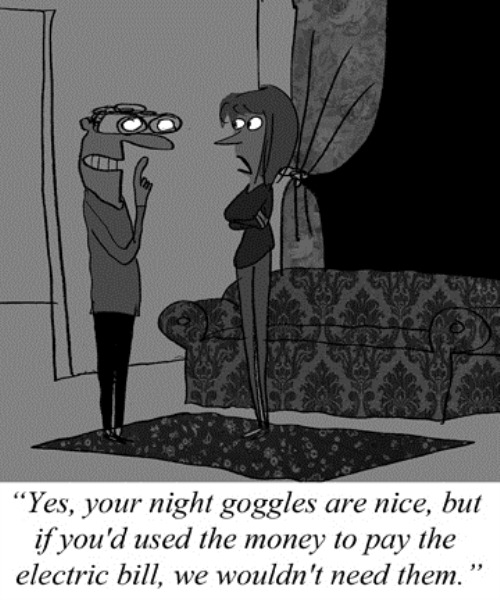 “Yes, your night goggles are nice, but
if you'd used the money to pay the
electric bill, we wouldn't need them.”